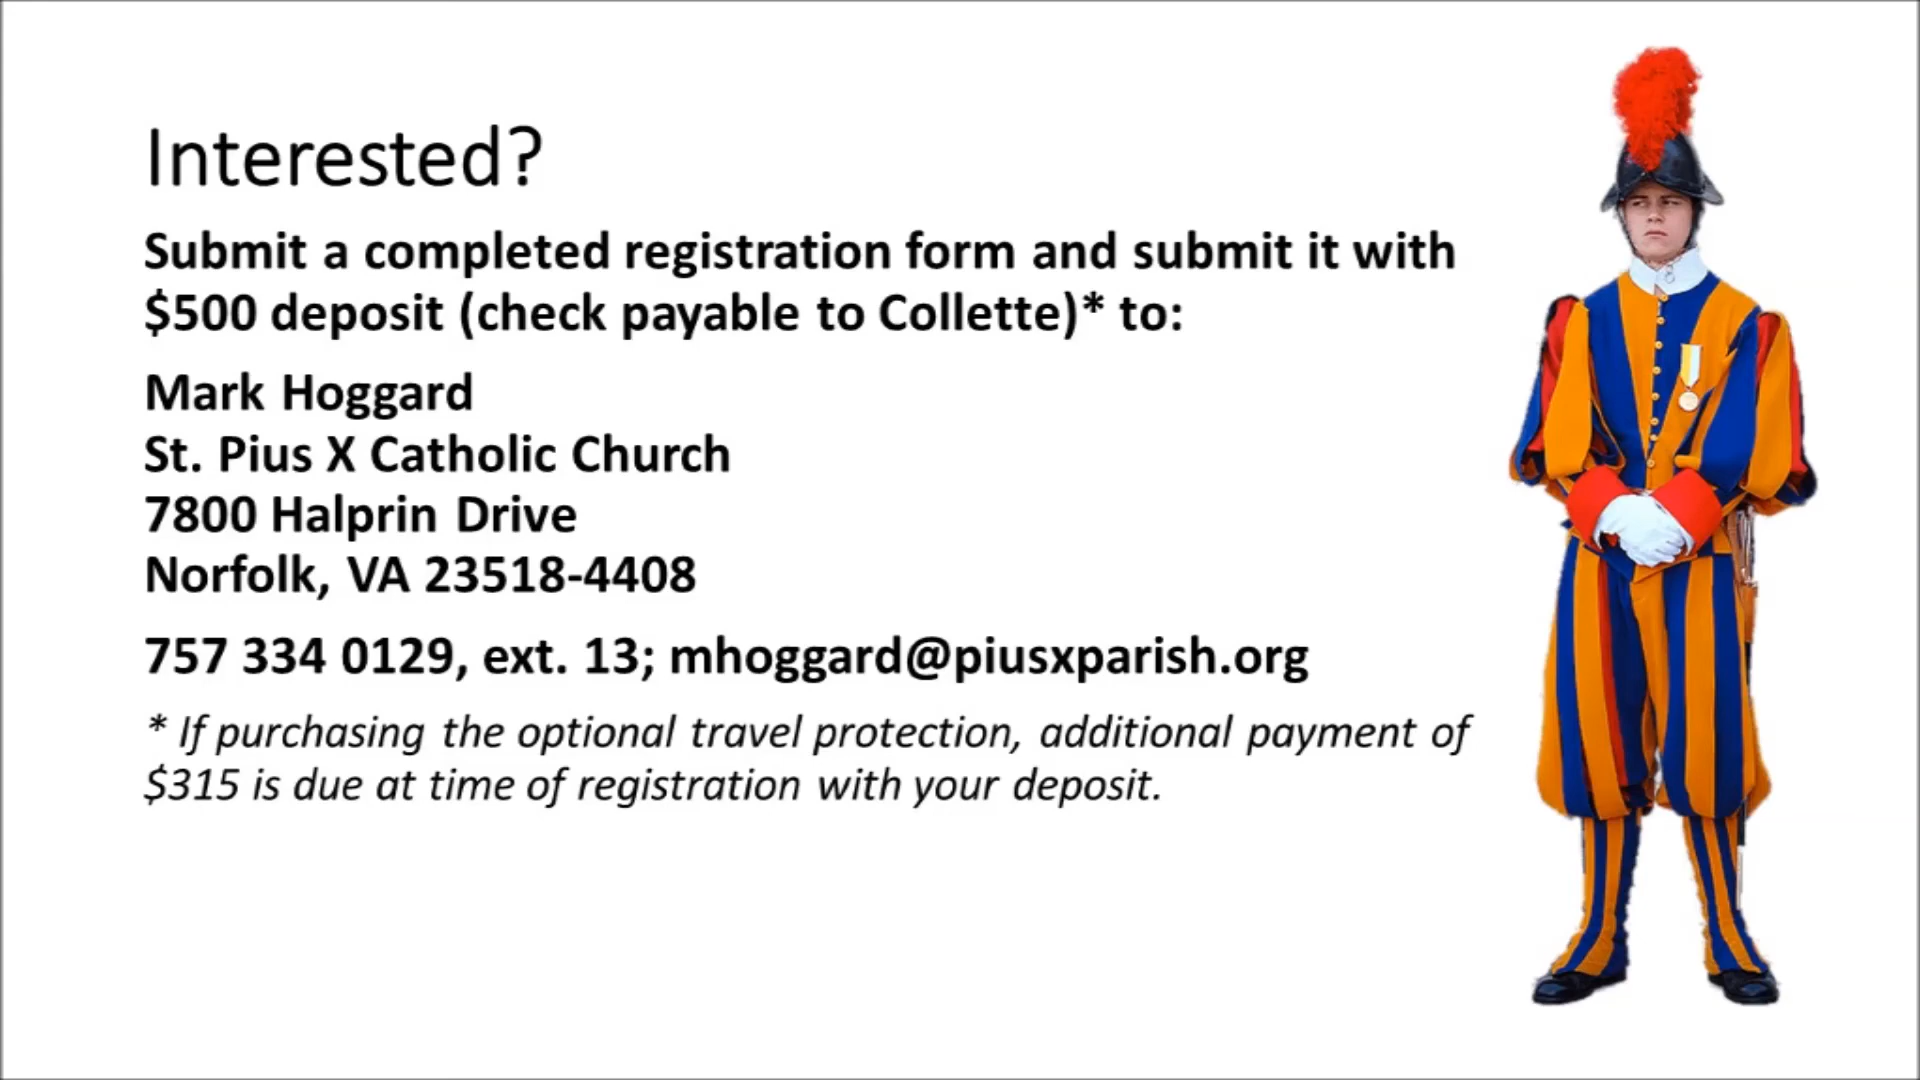 Interested?
Submit a completed registration form and submit it with
$500 deposit (check payable to Collette)* to:
Mark Hoggard
St. Pius X Catholic Church
7800 Halprin Drive
Norfolk, VA 23518-4408
757 334 0129, ext. 13; mhoggard@piusxparish.org
* If purchasing the optional travel protection, additional payment of
$315 is due at time of registration with your deposit.